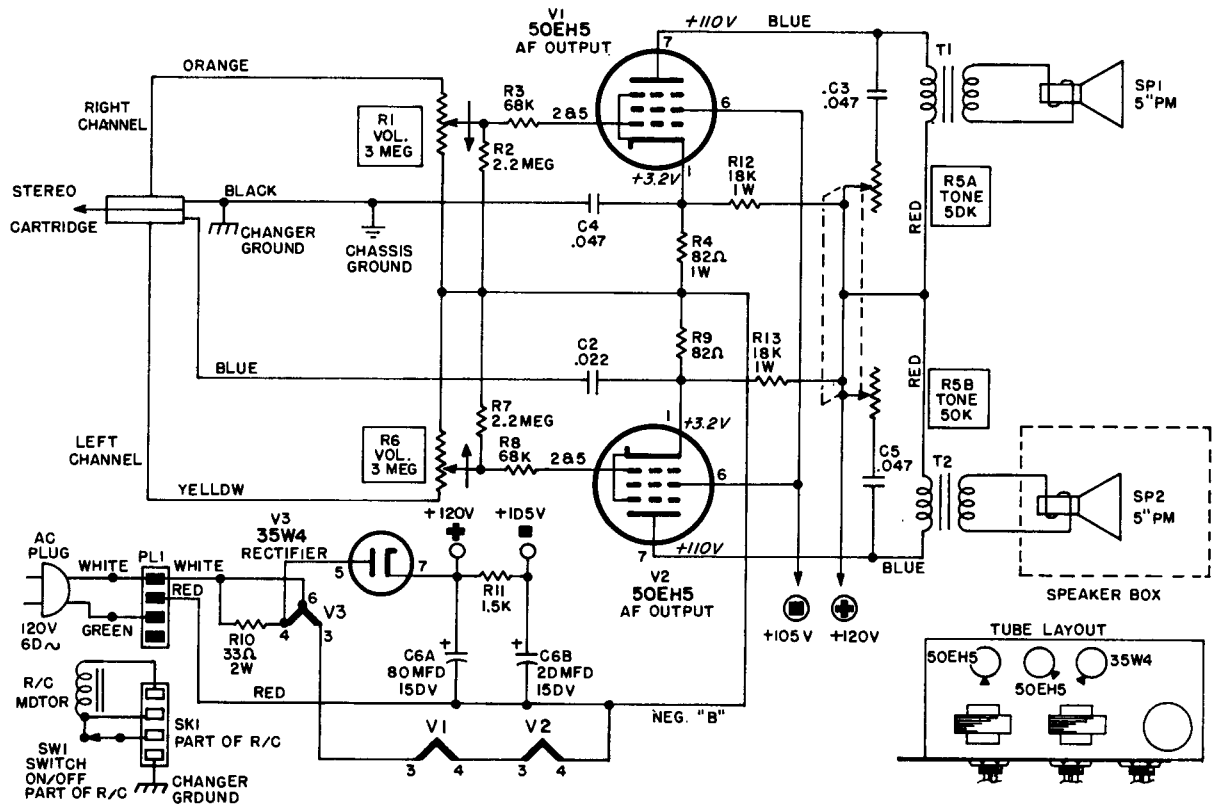 V1
50EH5
AF OUTPUT
+110V
BLUE
7
6
2&5
1
+3.2V
ORANGE
RIGHT
CHANNEL
R1
VOL.
3 MEG
R3
68K
R2
2.2 MEG
C3
.047
T1
SP1
5"PM
R12
18K
1W
R5A
TONE
5DK
RED
STEREO
CARTRIDGE
BLACK
CHANGER
GROUND
CHASSIS
GROUND
C4
.047
R4
82Ω
1W
R9
82Ω
C2
.022
BLUE
R13
18K
1W
RED
R5B
TONE
50K
LEFT
CHANNEL
YELLDW
R6
VOL.
3 MEG
R7
2.2MEG
R8
68K
2&5
1
+3.2V
6
7
+110V
V2
50EH5
AF OUTPUT
C5
.047
T2
BLUE
SP2
5"PM
SPEAKER BOX
+105V
+120V
+120V
+1D5V
V3
35W4
RECTIFIER
5
7
R11
1.5K
AC
PLUG
WHITE
PL1
WHITE
RED
GREEN
120V
6D~
R10
33Ω
2W
6
4
3
V3
C6A
80MFD
15DV
C6B
2DMFD
15DV
RED
NEG. "B"
V1
3
4
V2
3
4
R/C
MDTOR
SK1
PART OF R/C
SW1
SWITCH
ON/OFF
PART OF R/C
CHANGER
GRDUND
TUBE LAYOUT
50EH5
50EH5
35W4